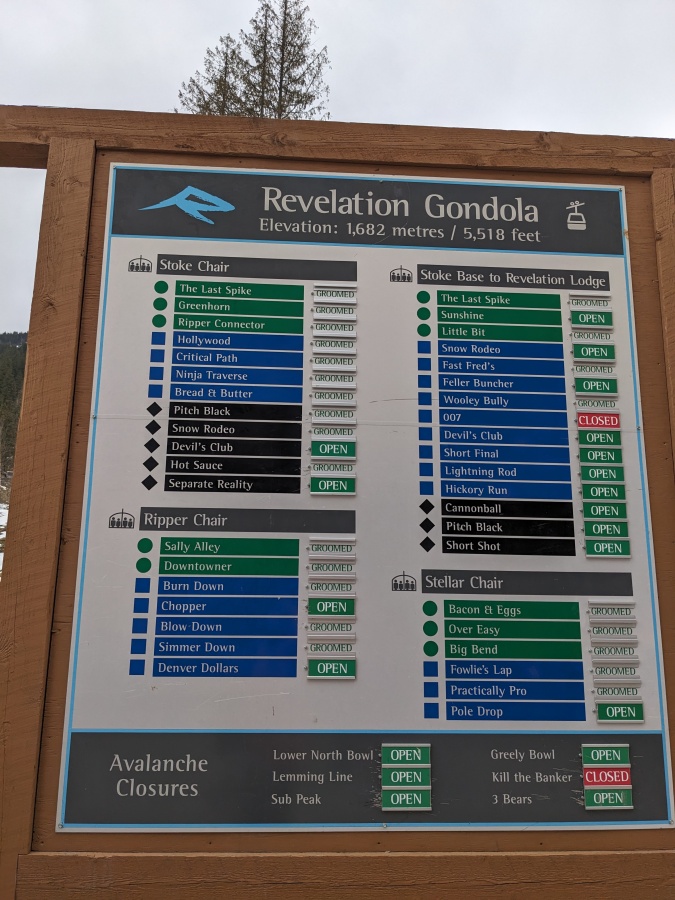 Revelation Gondola
Elevation: 1,682 metres / 5,518 feet
Stoke Chair
The Last Spike GROOMED
Greenhorn GROOMED
Ripper Connector GROOMED
Hollywood GROOMED
Critical Path GROOMED
Ninja Traverse GROOMED
Bread & Butter GROOMED
Pitch Black GROOMED
Snow Rodeo GROOMED
Devil's Club OPEN
Hot Sauce GROOMED
Separate Reality OPEN
Ripper Chair
Sally Alley GROOMED
Downtowner GROOMED
Burn Down GROOMED
Chopper OPEN
Blow Down GROOMED
Simmer Down GROOMED
Denver Dollars OPEN
Stoke Base to Revelation Lodge
The Last Spike GROOMED
Sunshine OPEN
Little Bit GROOMED
Snow Rodeo OPEN
Fast Fred's GROOMED
Feller Buncher OPEN
Wooley Bully GROOMED
007 CLOSED
Devil's Club OPEN
Short Final OPEN
Lightning Rod OPEN
Hickory Run OPEN
Cannonball OPEN
Pitch Black OPEN
Short Shot OPEN
Stellar Chair
Bacon & Eggs GROOMED
Over Easy GROOMED
Big Bend GROOMED
Fowlie's Lap GROOMED
Practically Pro GROOMED
Pole Drop OPEN
Avalanche
Closures
Lower North Bowl OPEN
Lemming Line OPEN
Sub Peak OPEN
Greely Bowl OPEN
Kill the Banker CLOSED
3 Bears OPEN